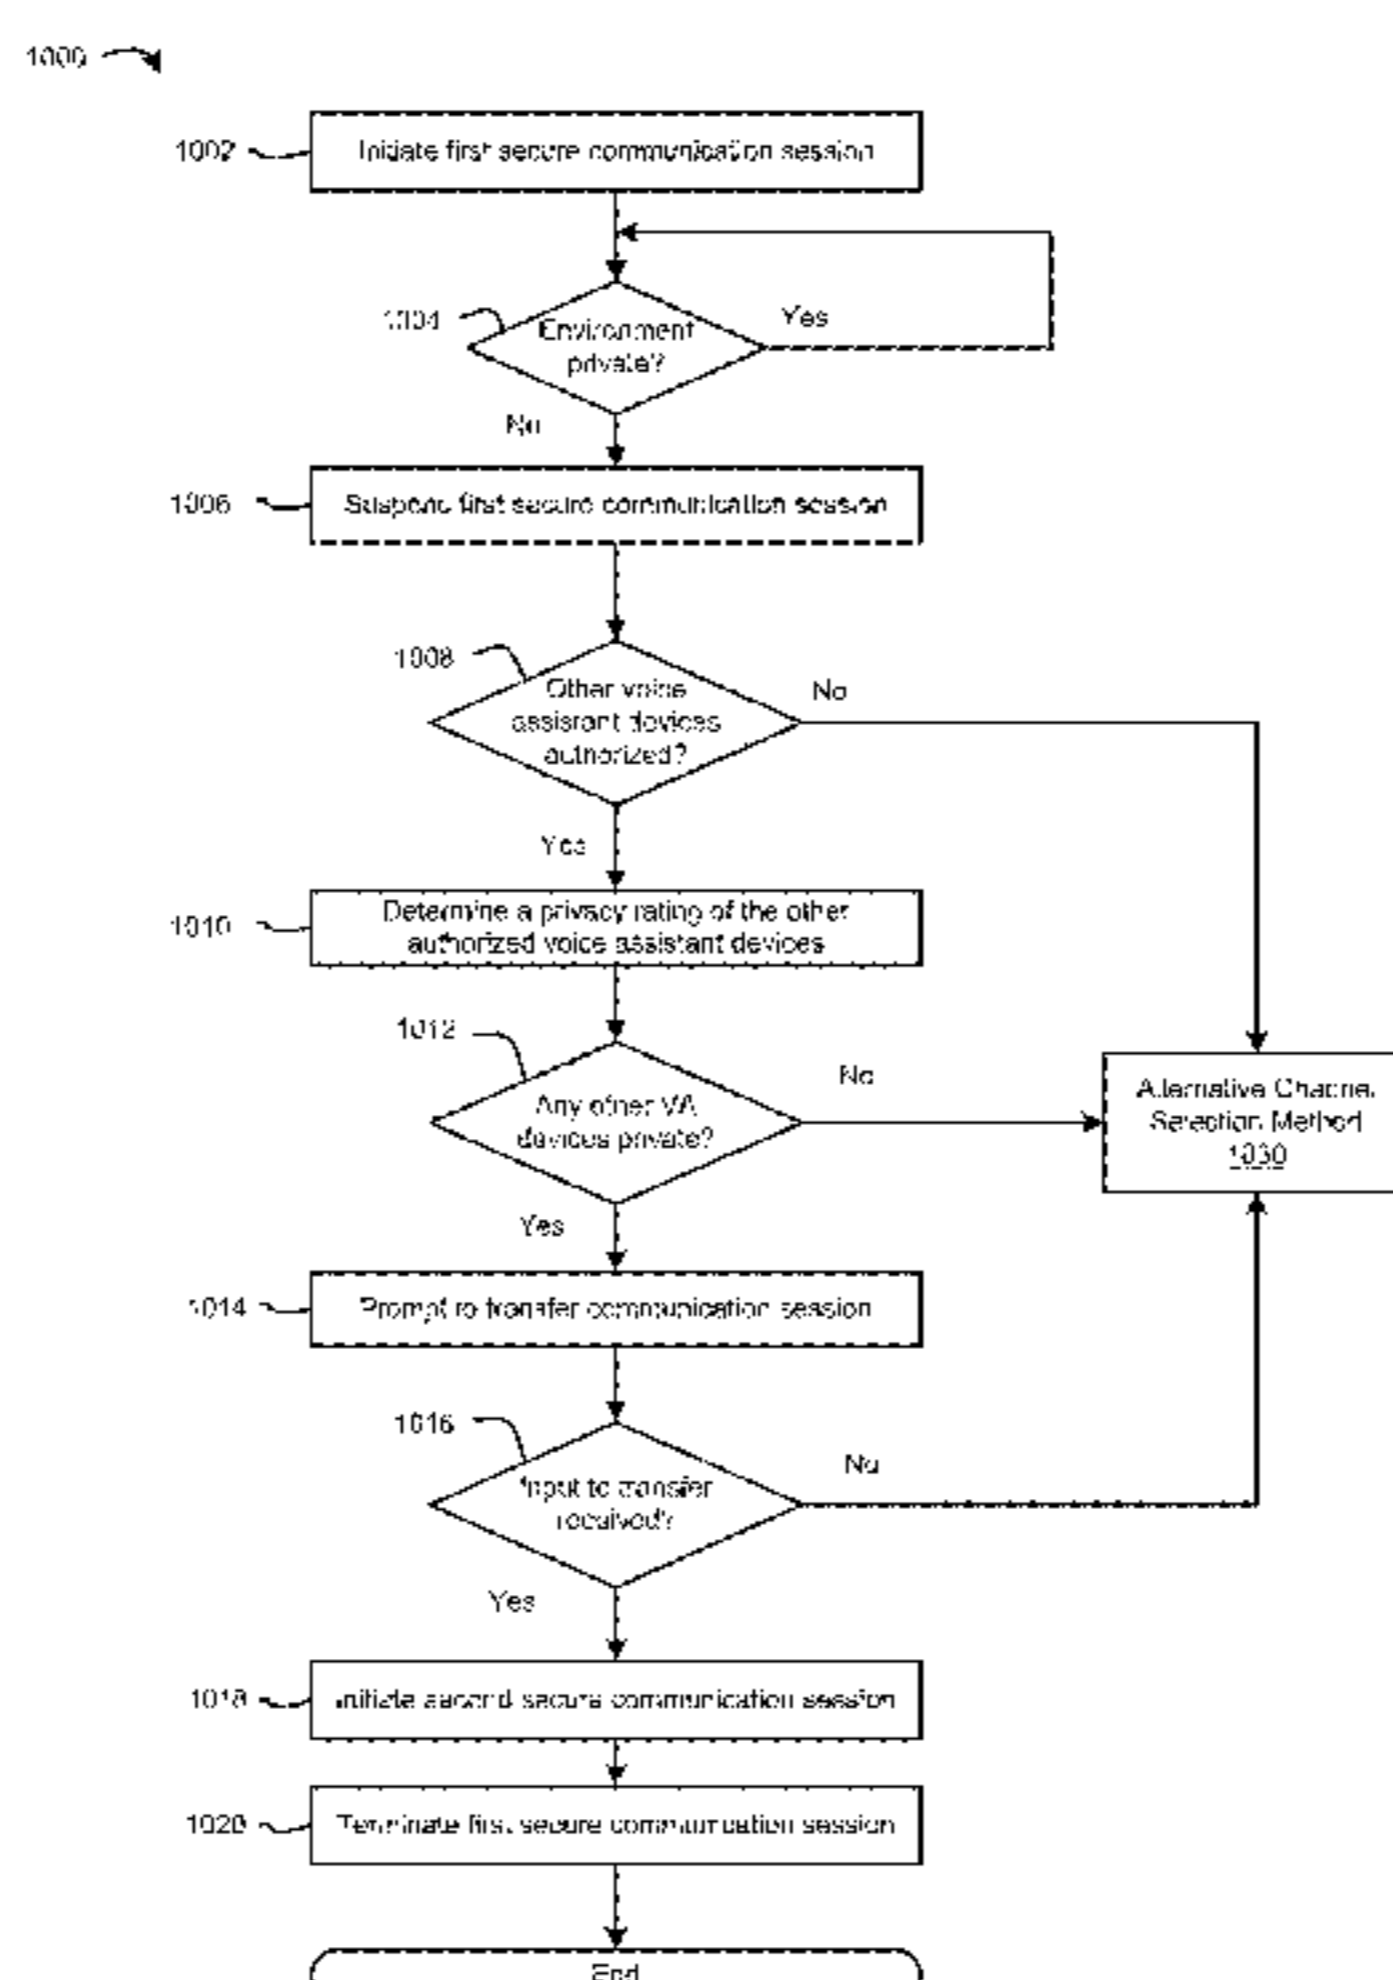 1000
1002
Initiate first secure communication session
1004
Environment
private?
Yes
No
1006
Suspend first secure communication session
1008
Other voice
assistant devices
authorized?
No
Yes
1010
Determine a privacy rating of the other
authorized voice assistant devices
1012
Any other VA
devices private?
No
Alternative Channel
Selection Method
1030
Yes
1014
Prompt to transfer communication session
1016
Input to transfer
received?
No
Yes
1018
Initiate second secure communication session
1020
Terminate first secure communication session
End